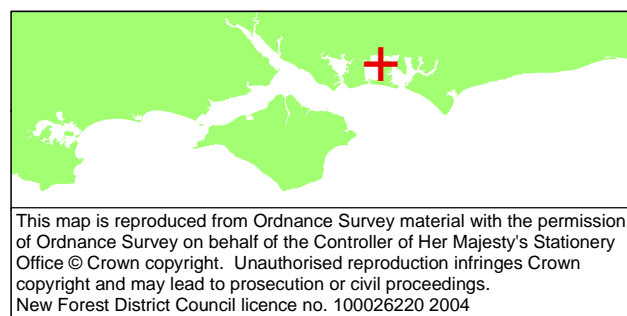 This map is reproduced from Ordnance Survey material with the permission
of Ordnance Survey on behalf of the Controller of Her Majesty's Stationery
Office © Crown copyright.  Unauthorised reproduction infringes Crown
copyright and may lead to prosecution or civil proceedings.
New Forest District Council licence no. 100026220 2004